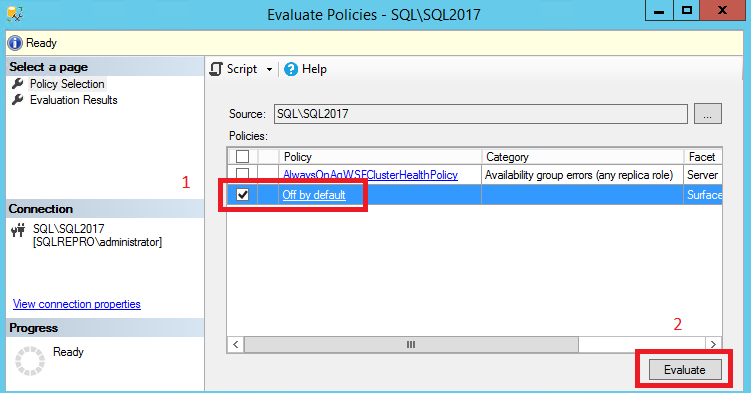 Evaluate Policies - SQL\SQL2017
Ready
Select a page
Policy Selection
Evaluation Results
Script Help
Source: SQL\SQL2017 ...
Policies:
Policy Category Facet
AlwaysOnAgWSFClusterHealthPolicy Availability group errors (any replica role) Server
Off by default Surface
1
Connection
SQL\SQL2017
[SQLREPRO\administrator]
View connection properties
Progress
Ready
2
Evaluate